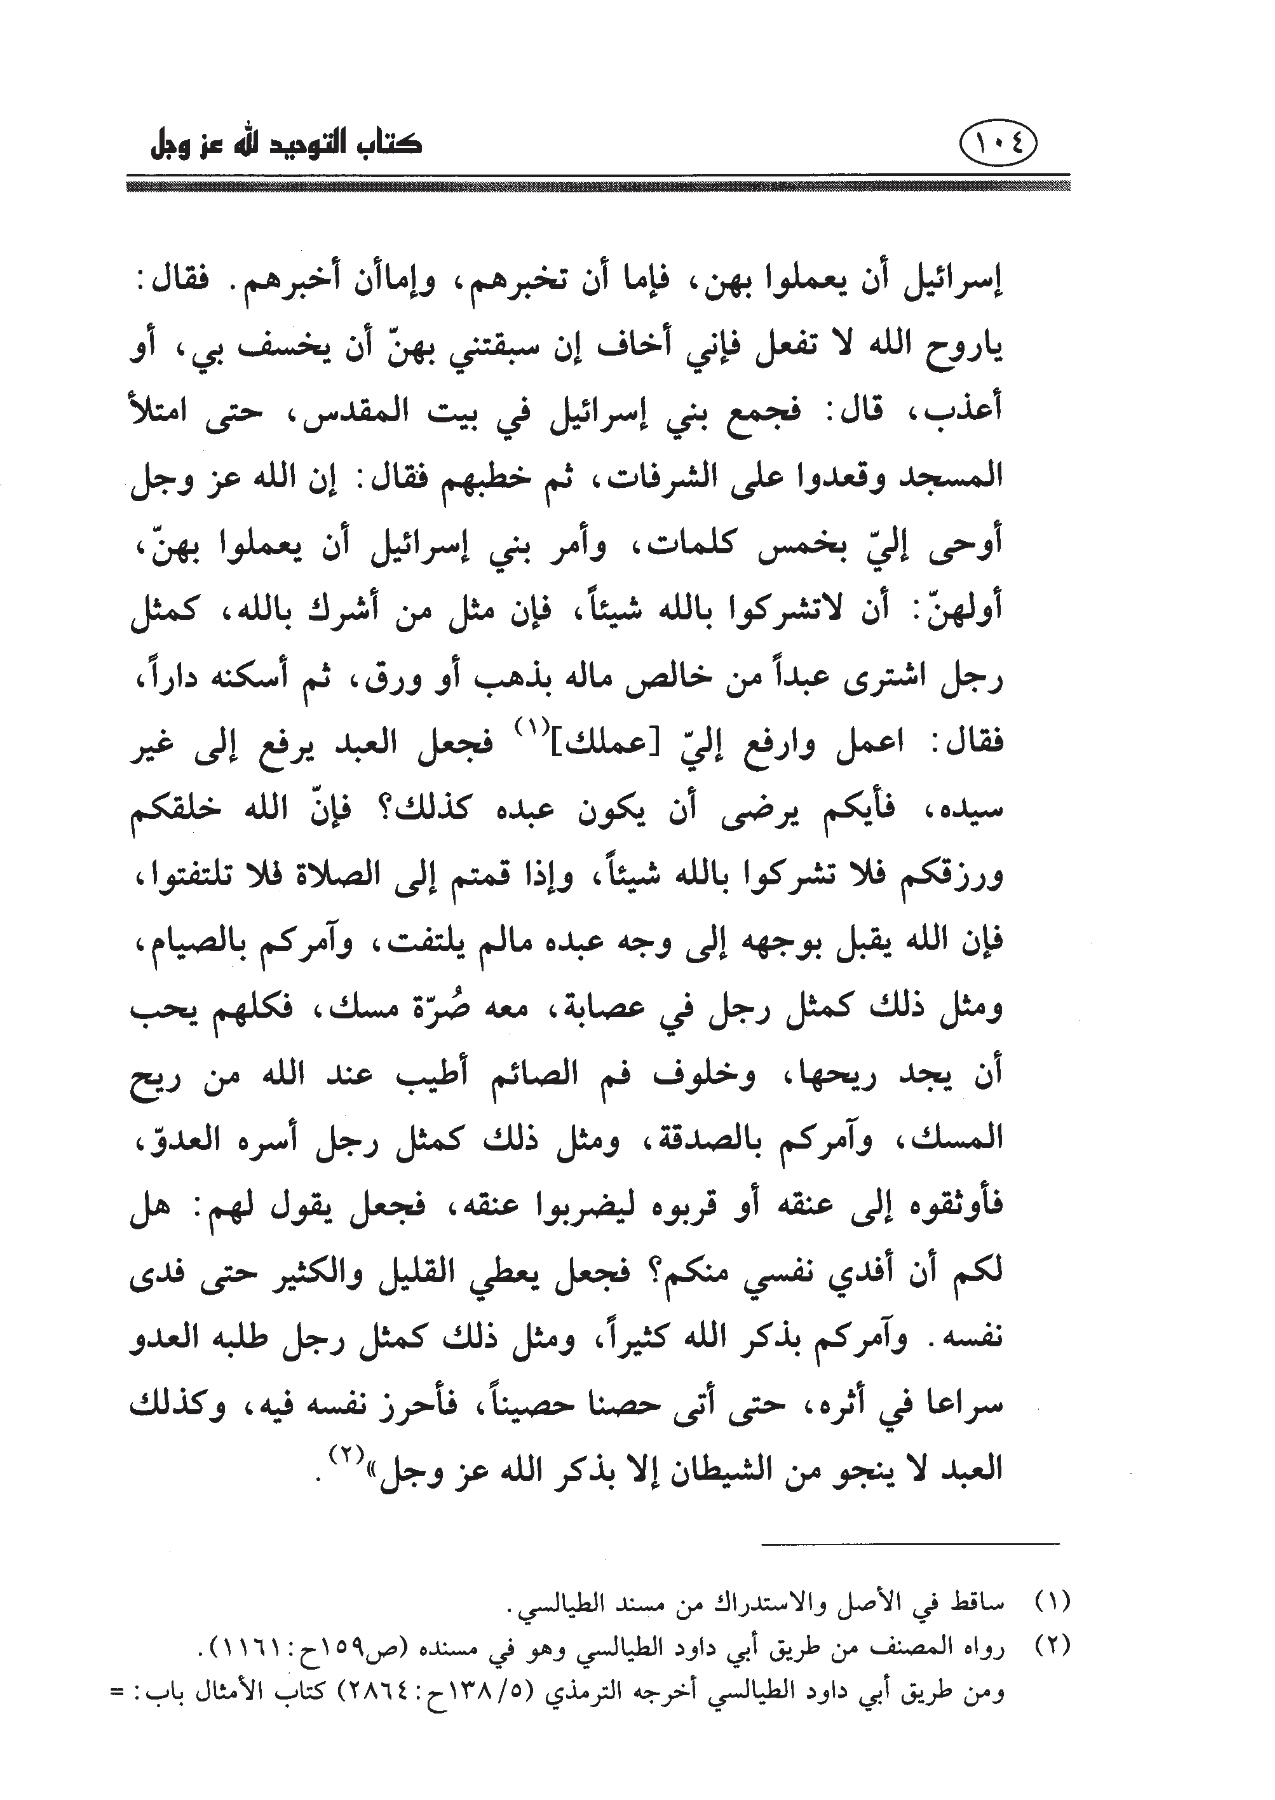 ١٠٤
كتاب التوحيد لله عز وجل
إسرائيل أن يعملوا بهن، فإما أن تخبرهم، وإماأن أخبرهم. فقال:
ياروح الله لا تفعل فإني أخاف إن سبقتني بهنّ أن يخسف بي، أو
أعذب، قال: فجمع بني إسرائيل في بيت المقدس، حتى امتلأ
المسجد وقعدوا على الشرفات، ثم خطبهم فقال: إن الله عز وجل
أوحى إليّ بخمس كلمات، وأمر بني إسرائيل أن يعملوا بهنّ،
أولهنّ: أن لاتشركوا بالله شيئاً، فإن مثل من أشرك بالله، كمثل
رجل اشترى عبداً من خالص ماله بذهب أو ورق، ثم أسكنه داراً،
فقال: اعمل وارفع إليّ [عملك](١) فجعل العبد يرفع إلى غير
سيده، فأيكم يرضى أن يكون عبده كذلك؟ فإنّ الله خلقكم
ورزقكم فلا تشركوا بالله شيئاً، وإذا قمتم إلى الصلاة فلا تلتفتوا،
فإن الله يقبل بوجهه إلى وجه عبده مالم يلتفت، وآمركم بالصيام،
ومثل ذلك كمثل رجل في عصابة، معه صُرّة مسك، فكلهم يحب
أن يجد ريحها، وخلوف فم الصائم أطيب عند الله من ريح
المسك، وآمركم بالصدقة، ومثل ذلك كمثل رجل أسره العدوّ،
فأوثقوه إلى عنقه أو قربوه ليضربوا عنقه، فجعل يقول لهم: هل
لكم أن أفدي نفسي منكم؟ فجعل يعطي القليل والكثير حتى فدى
نفسه. وآمركم بذكر الله كثيراً، ومثل ذلك كمثل رجل طلبه العدو
سراعا في أثره، حتى أتى حصنا حصيناً، فأحرز نفسه فيه، وكذلك
العبد لا ينجو من الشيطان إلا بذكر الله عز وجل»(٢).
(١) ساقط في الأصل والاستدراك من مسند الطيالسي.
(٢) رواه المصنف من طريق أبي داود الطيالسي وهو في مسنده (ص١٥٩ح:١١٦١).
ومن طريق أبي داود الطيالسي أخرجه الترمذي (٥/١٣٨ح:٢٨٦٤) كتاب الأمثال باب: =